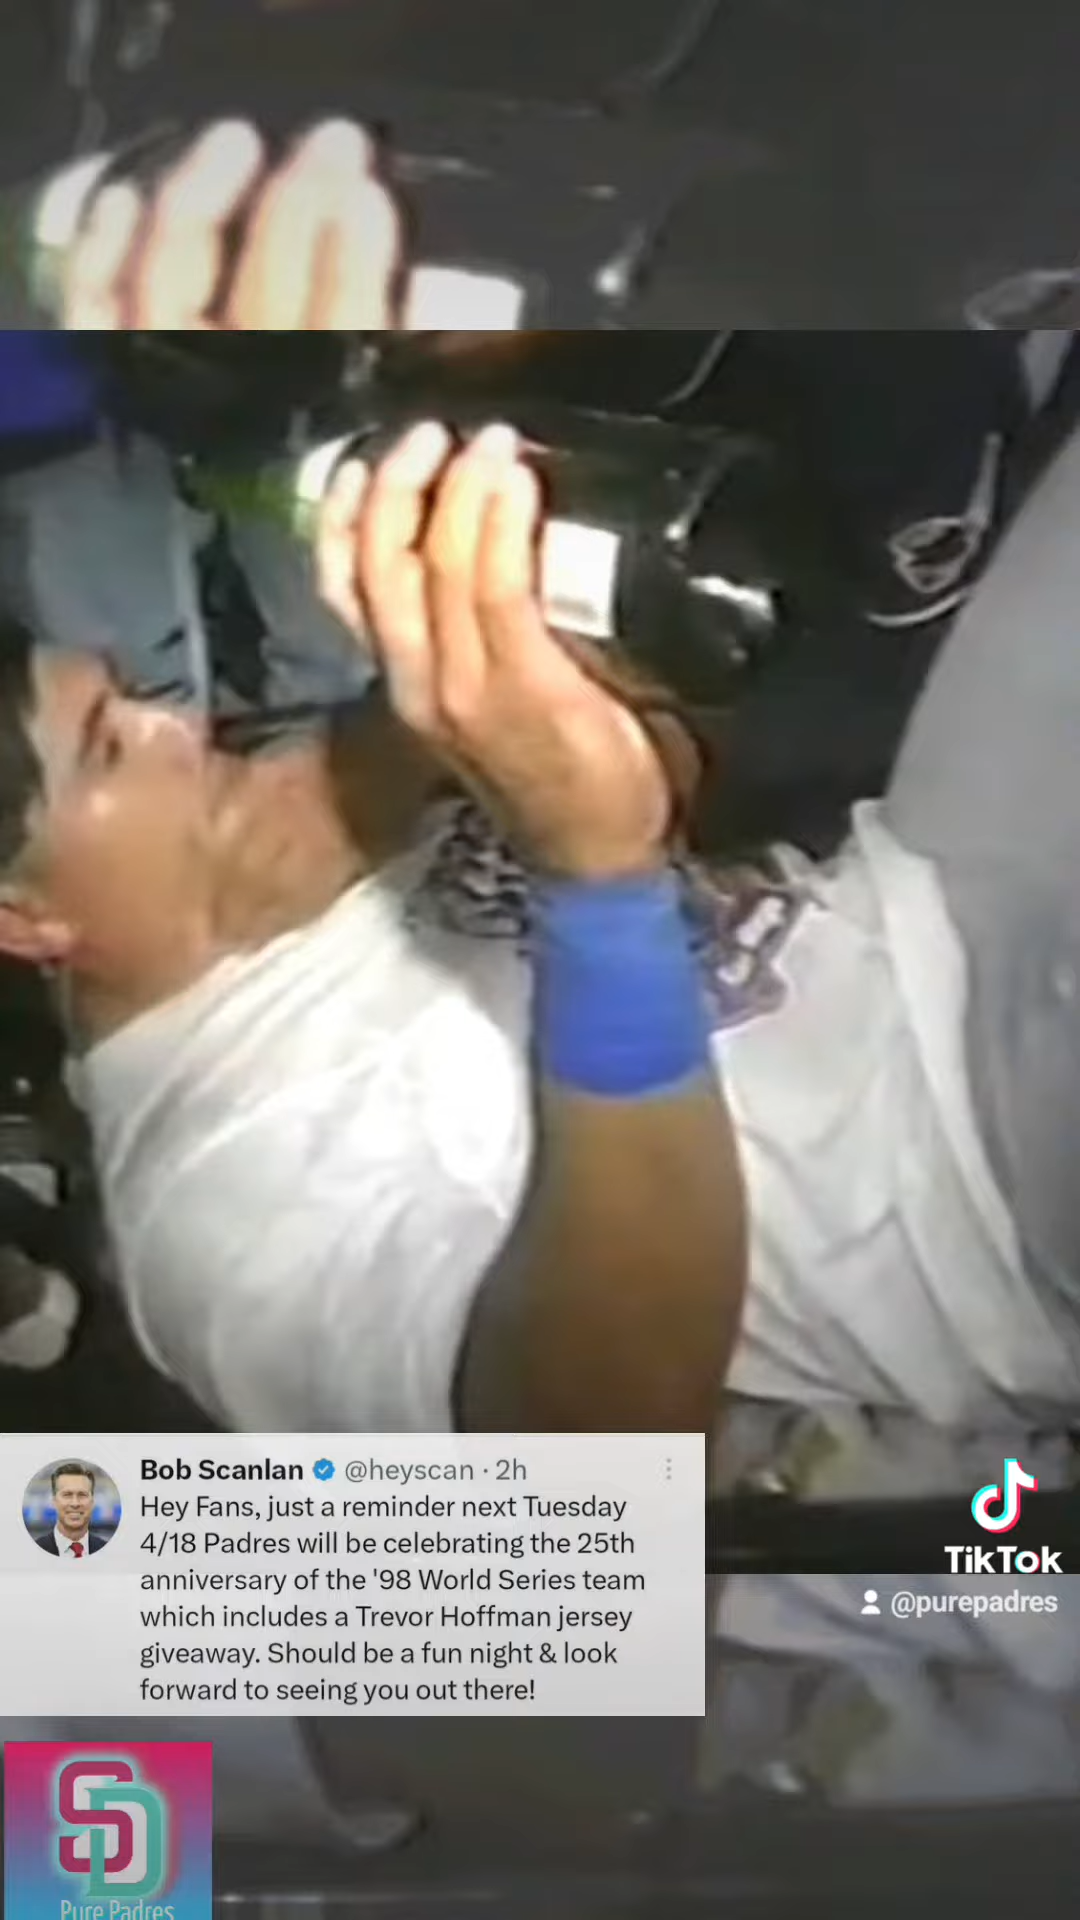 Bob Scanlan @heyscan · 2h
Hey Fans, just a reminder next Tuesday
4/18 Padres will be celebrating the 25th
anniversary of the '98 World Series team
which includes a Trevor Hoffman jersey
giveaway. Should be a fun night & look
forward to seeing you out there!
TikTok
@purepadres
SD
Pure Padres